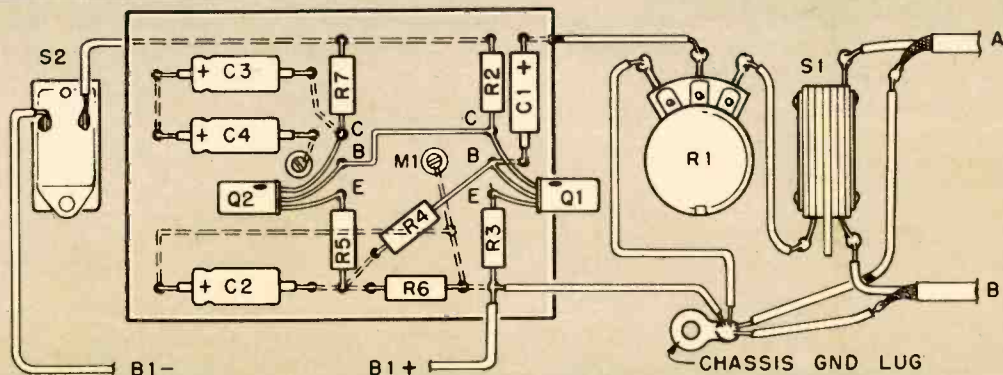 S2
+ C3
+ C4
R7
R2
C1 +
C
B
E
C
B
E
M1
Q2
Q1
R4
R5
R3
+ C2
R6
R1
S1
A
B
B1-
B1+
CHASSIS GND LUG